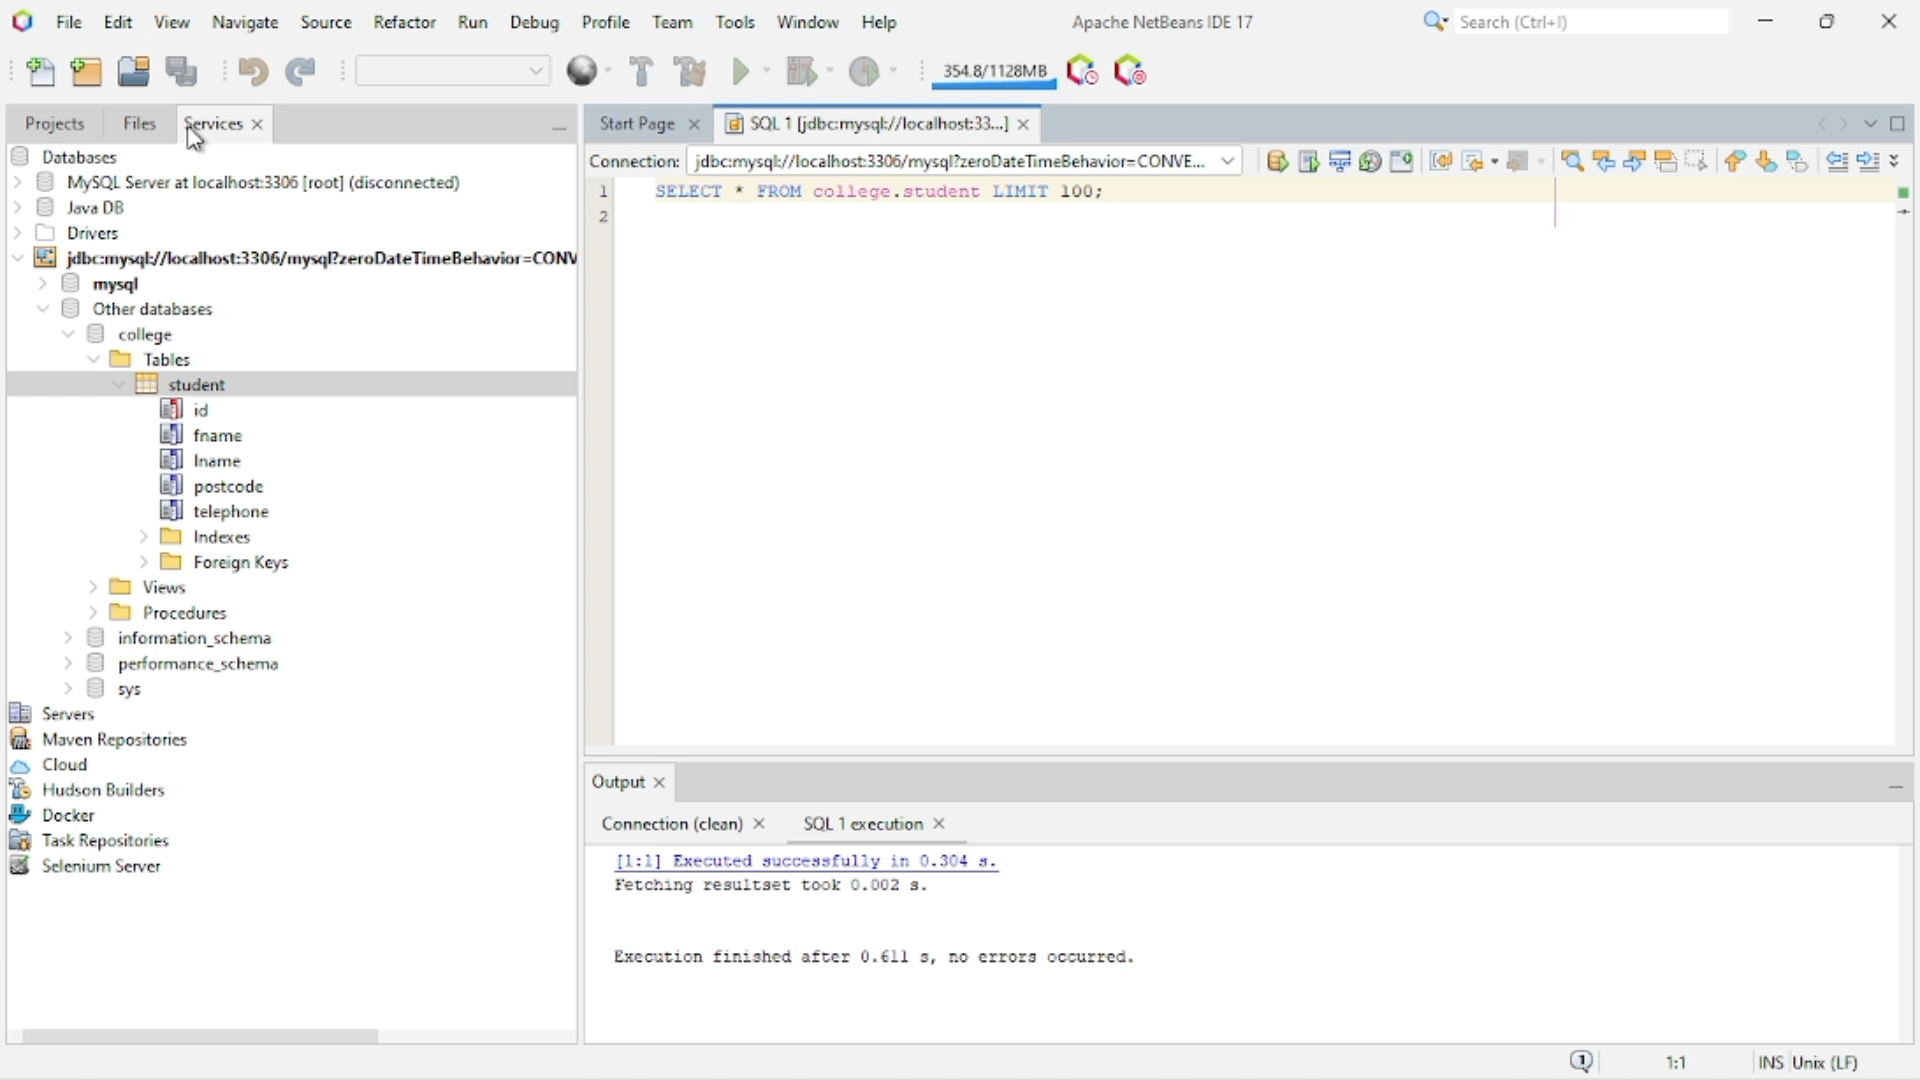 File Edit View Navigate Source Refactor Run Debug Profile Team Tools Window Help Apache NetBeans IDE 17 Search (Ctrl+I)
354.8/1128MB
Projects Files Services
Databases
MySQL Server at localhost:3306 [root] (disconnected)
Java DB
Drivers
jdbc:mysql://localhost:3306/mysql?zeroDateTimeBehavior=CONV
mysql
Other databases
college
Tables
student
id
fname
lname
postcode
telephone
Indexes
Foreign Keys
Views
Procedures
information_schema
performance_schema
sys
Servers
Maven Repositories
Cloud
Hudson Builders
Docker
Task Repositories
Selenium Server
Start Page SQL 1 [jdbc:mysql://localhost:33...]
Connection: jdbc:mysql://localhost:3306/mysql?zeroDateTimeBehavior=CONVE...
1 SELECT * FROM college.student LIMIT 100;
2
Output
Connection (clean) SQL 1 execution
[1:1] Executed successfully in 0.304 s.
Fetching resultset took 0.002 s.
Execution finished after 0.611 s, no errors occurred.
1 1:1 INS Unix (LF)